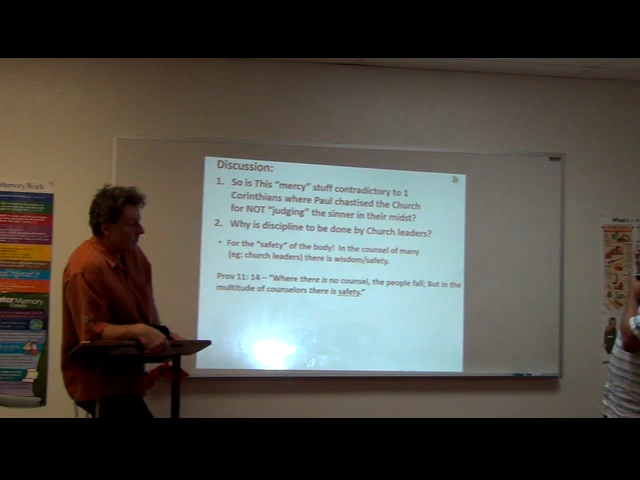 Discussion:
1. So is This "mercy" stuff contradictory to 1
Corinthians where Paul chastised the Church
for NOT "judging" the sinner in their midst?
2. Why is discipline to be done by Church leaders?
• For the "safety" of the body! In the counsel of many
(eg: church leaders) there is wisdom/safety.
Prov 11: 14 – "Where there is no counsel, the people fall; But in the
multitude of counselors there is safety."
Memory Work
Memory